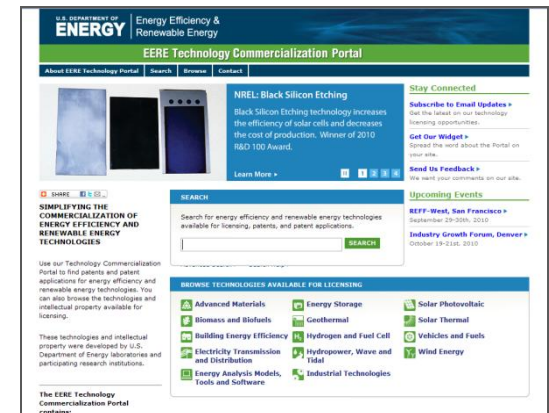 U.S. DEPARTMENT OF
ENERGY
Energy Efficiency &
Renewable Energy
EERE Technology Commercialization Portal
About EERE Technology Portal
Search
Browse
Contact
NREL: Black Silicon Etching
Black Silicon Etching technology increases
the efficiency of solar cells and decreases
the cost of production. Winner of 2010
R&D 100 Award.
Learn More
1 2 3 4
Stay Connected
Subscribe to Email Updates
Get the latest on our technology
licensing opportunities.
Get Our Widget
Spread the word about the Portal on
your site.
Send Us Feedback
We want your comments on our site.
Upcoming Events
REFF-West, San Francisco
September 29-30th, 2010
Industry Growth Forum, Denver
October 19-21st, 2010
SHARE
SIMPLIFYING THE
COMMERCIALIZATION OF
ENERGY EFFICIENCY AND
RENEWABLE ENERGY
TECHNOLOGIES
Use our Technology Commercialization
Portal to find patents and patent
applications for energy efficiency and
renewable energy technologies. You
can also browse the technologies and
intellectual property available for
licensing.
These technologies and intellectual
property were developed by U.S.
Department of Energy laboratories and
participating research institutions.
The EERE Technology
Commercialization Portal
contains:
SEARCH
Search for energy efficiency and renewable energy technologies
available for licensing, patents, and patent applications.
SEARCH
BROWSE TECHNOLOGIES AVAILABLE FOR LICENSING
Advanced Materials
Biomass and Biofuels
Building Energy Efficiency
Electricity Transmission
and Distribution
Energy Analysis Models,
Tools and Software
Energy Storage
Geothermal
Hydrogen and Fuel Cell
Hydropower, Wave and
Tidal
Industrial Technologies
Solar Photovoltaic
Solar Thermal
Vehicles and Fuels
Wind Energy